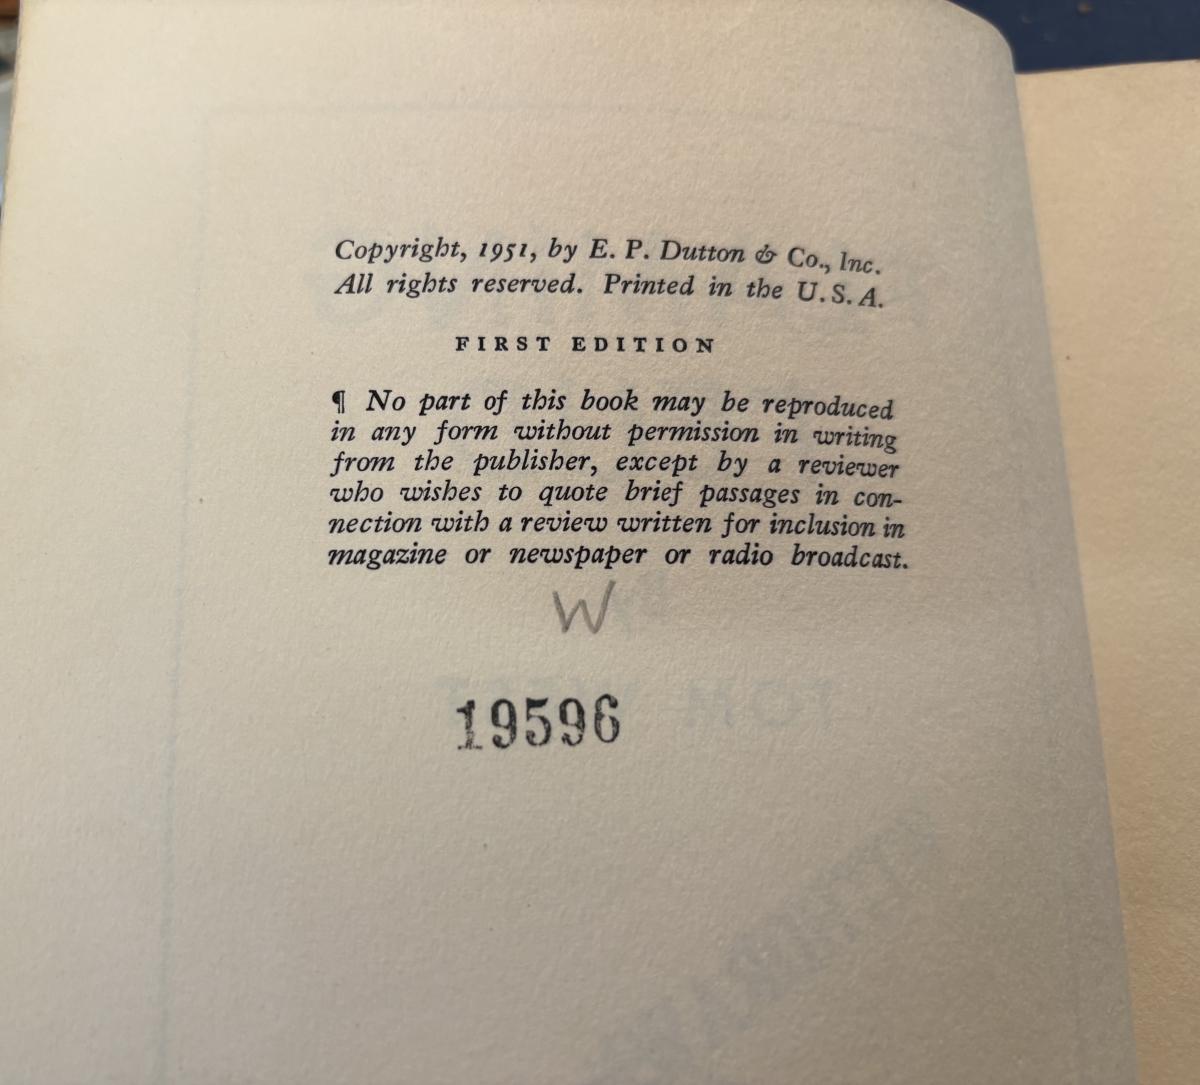 Copyright, 1951, by E. P. Dutton & Co., Inc.
All rights reserved. Printed in the U.S.A.
FIRST EDITION
¶ No part of this book may be reproduced
in any form without permission in writing
from the publisher, except by a reviewer
who wishes to quote brief passages in con-
nection with a review written for inclusion in
magazine or newspaper or radio broadcast.
W
19596